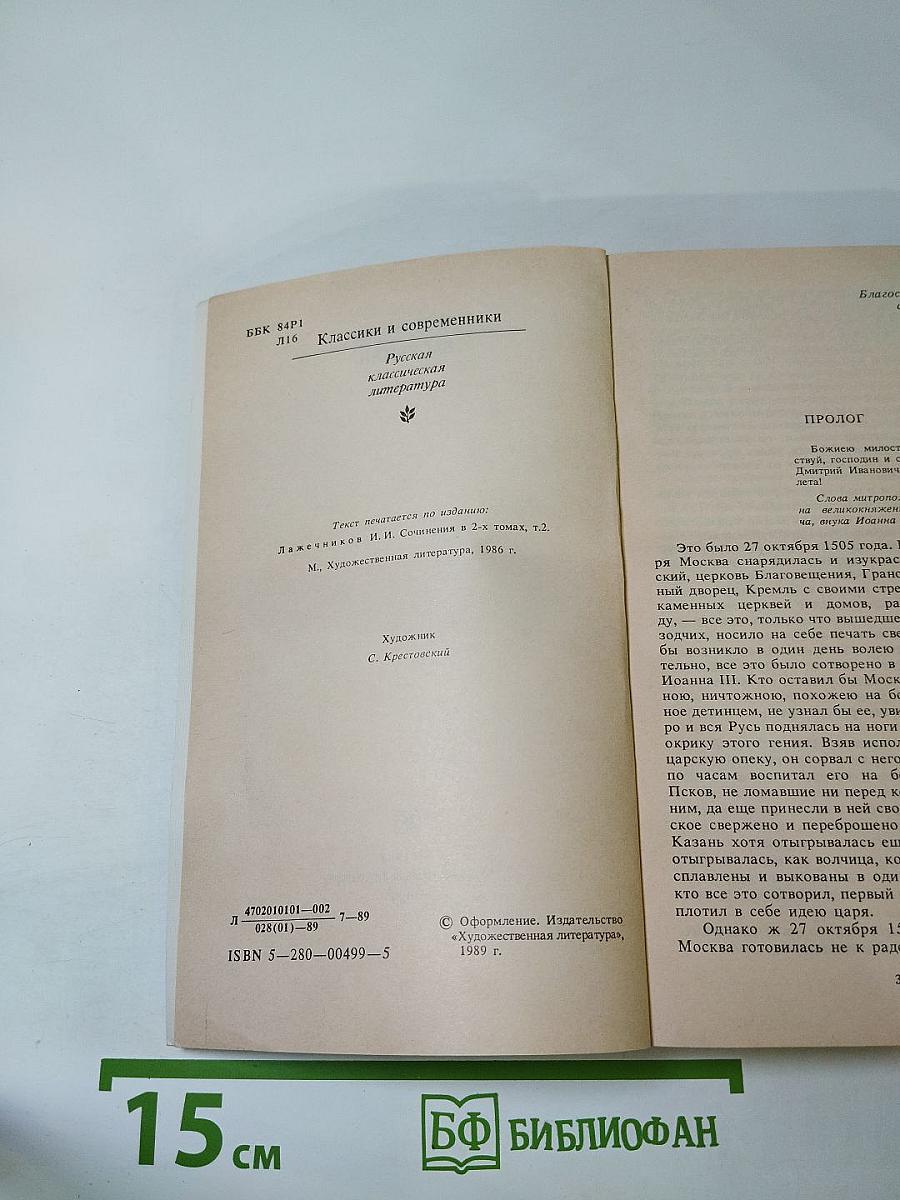 ББК 84Р1
Л16
Классики и современники
Русская
классическая
литература
Текст печатается по изданию:
Лажечников И. И. Сочинения в 2-х томах, т.2.
М., Художественная литература, 1986 г.
Художник
С. Крестовский
Л 4702010101—002 7—89
028(01)—89
ISBN 5—280—00499—5
© Оформление. Издательство
«Художественная литература»,
1989 г.
Благос
ПРОЛОГ
Божиею милост
ствуй, господин и с
Дмитрий Иванович
лета!
Слова митропол
на великокняжен
ча, внука Иоанна
Это было 27 октября 1505 года.
ря Москва снарядилась и изукрас
ский, церковь Благовещения, Грано
ный дворец, Кремль с своими стре
каменных церквей и домов, ра
ду, — все это, только что вышедше
зодчих, носило на себе печать све
бы возникло в один день волею
тельно, все это было сотворено в
Иоанна III. Кто оставил бы Моск
ною, ничтожною, похожею на бо
ное детинцем, не узнал бы ее, уви
ро и вся Русь поднялась на ноги
окрику этого гения. Взяв испол
царскую опеку, он сорвал с него
по часам воспитал его на бо
Псков, не ломавшие ни перед к
ним, да еще принесли в ней сво
ское свержено и переброшено
Казань хотя отыгрывалась ещ
отыгрывалась, как волчица, ко
сплавлены и выкованы в оди
кто все это сотворил, первый
плотил в себе идею царя.
Однако ж 27 октября 15
Москва готовилась не к радо
3
15 см
БФ БИБЛИОФАН